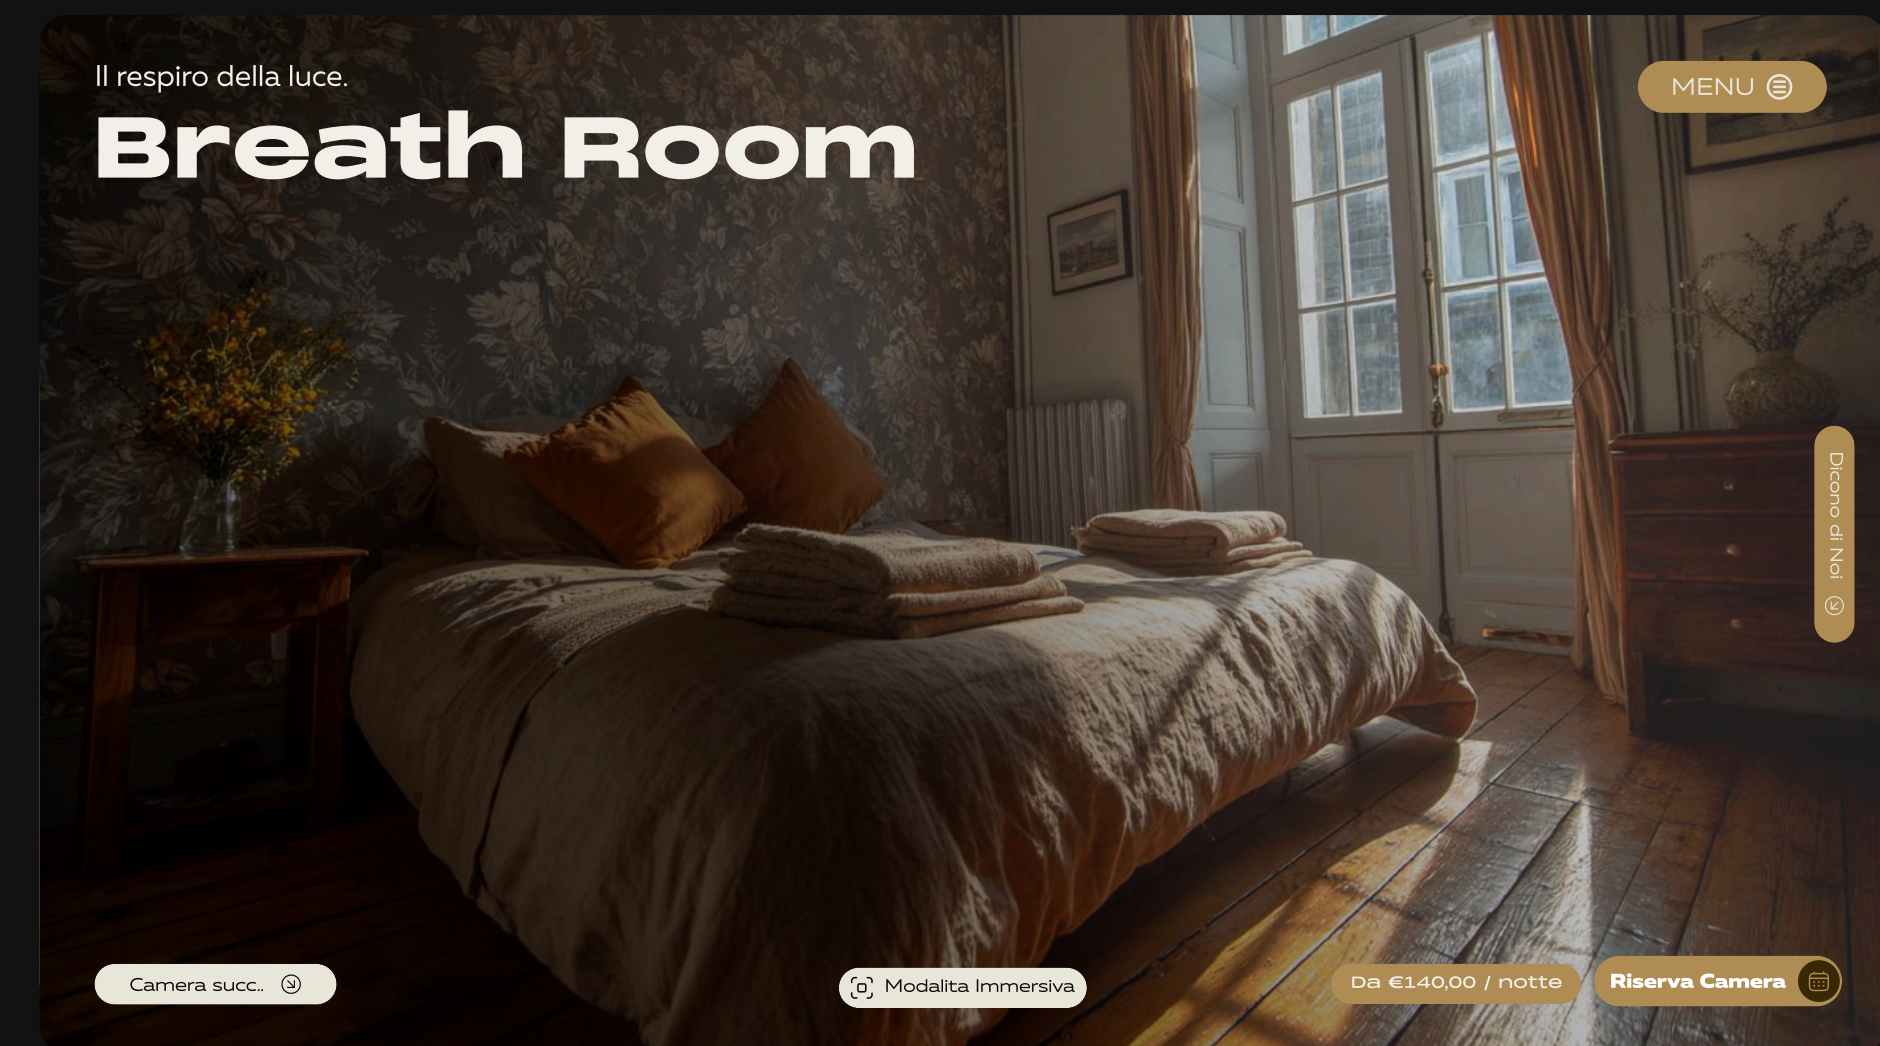 Il respiro della luce.
MENU
Breath Room
Dicono di Noi
Camera succ..
Modalita Immersiva
Da €140,00 / notte
Riserva Camera